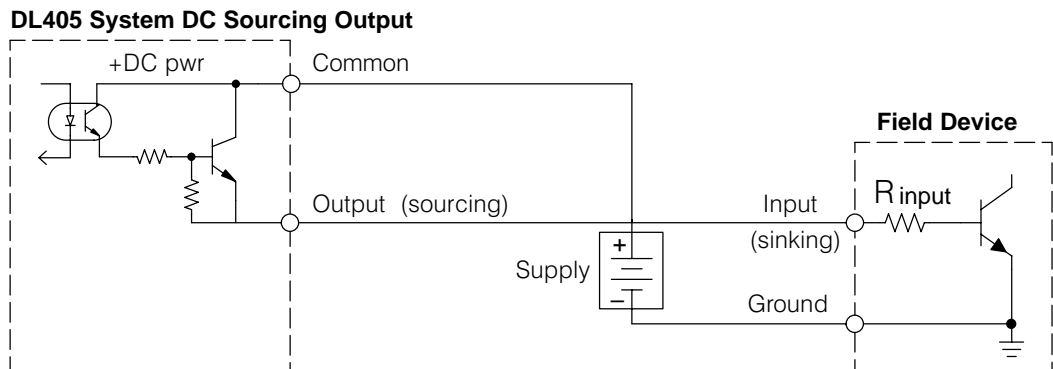 DL405 System DC Sourcing Output
+DC pwr
Common
Field Device
R input
Output (sourcing)
Input
(sinking)
+
Supply
–
Ground